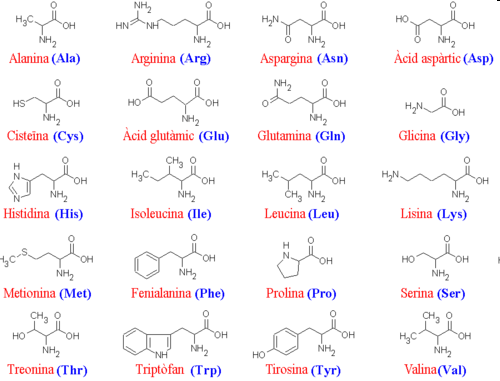 Alanina (Ala) Arginina (Arg) Aspargina (Asn) Àcid aspàrtic (Asp)
Cisteïna (Cys) Àcid glutàmic (Glu) Glutamina (Gln) Glicina (Gly)
Histidina (His) Isoleucina (Ile) Leucina (Leu) Lisina (Lys)
Metionina (Met) Fenialanina (Phe) Prolina (Pro) Serina (Ser)
Treonina (Thr) Triptòfan (Trp) Tirosina (Tyr) Valina (Val)